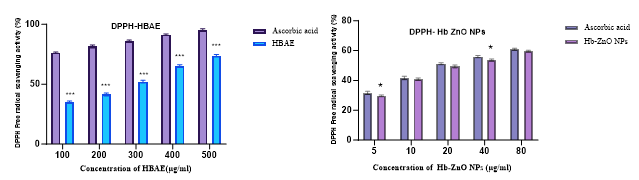 DPPH-HBAE
Ascorbic acid
HBAE
DPPH Free radical scavenging activity (%)
100
50
0
***
***
***
***
***
100 200 300 400 500
Concentration of HBAE(µg/ml)
DPPH- Hb ZnO NPs
Ascorbic acid
Hb-ZnO NPs
DPPH Free radical scavenging activity (%)
80
60
40
20
0
*
*
5 10 20 40 80
Concentration of Hb-ZnO NPs (µg/ml)